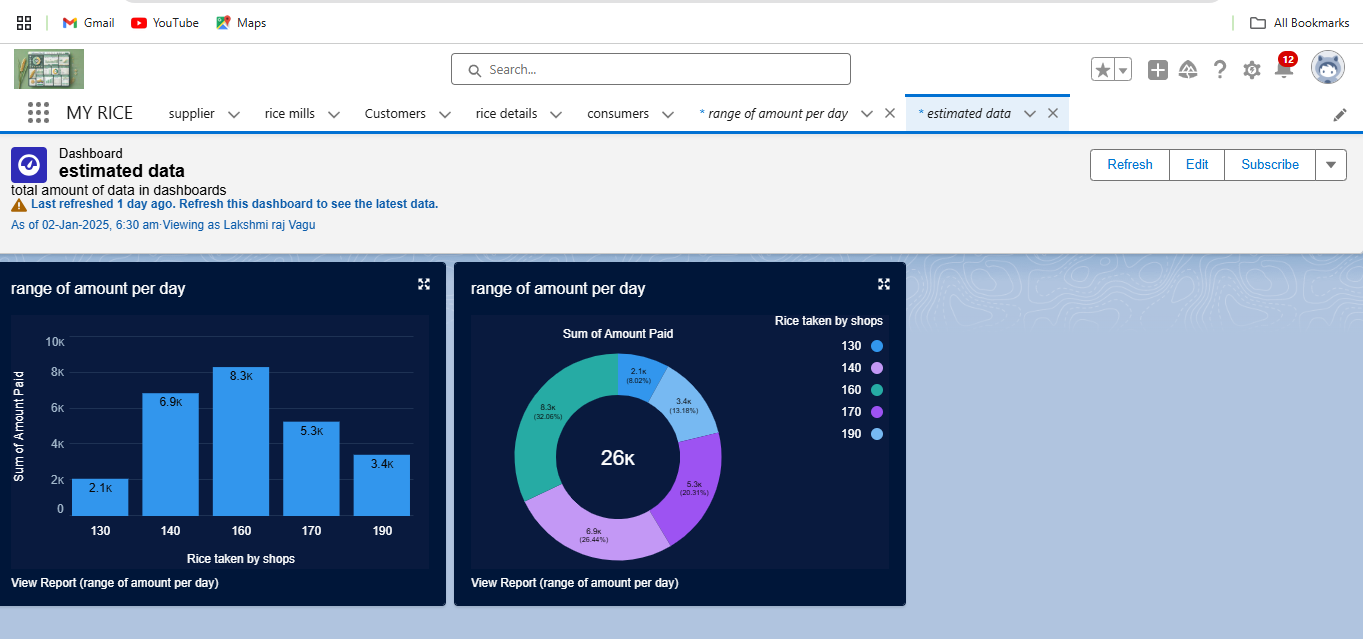 Gmail YouTube Maps All Bookmarks
Search...
12
MY RICE supplier rice mills Customers rice details consumers * range of amount per day * estimated data
Dashboard
estimated data
total amount of data in dashboards
Last refreshed 1 day ago. Refresh this dashboard to see the latest data.
As of 02-Jan-2025, 6:30 am·Viewing as Lakshmi raj Vagu
Refresh Edit Subscribe
range of amount per day
Sum of Amount Paid
10K
8K
6K
4K
2K
0
2.1K
6.9K
8.3K
5.3K
3.4K
130 140 160 170 190
Rice taken by shops
View Report (range of amount per day)
range of amount per day
Sum of Amount Paid
Rice taken by shops
130
140
160
170
190
2.1K
(8.02%)
3.4K
(13.18%)
5.3K
(20.31%)
6.9K
(26.44%)
8.3K
(32.06%)
26K
View Report (range of amount per day)